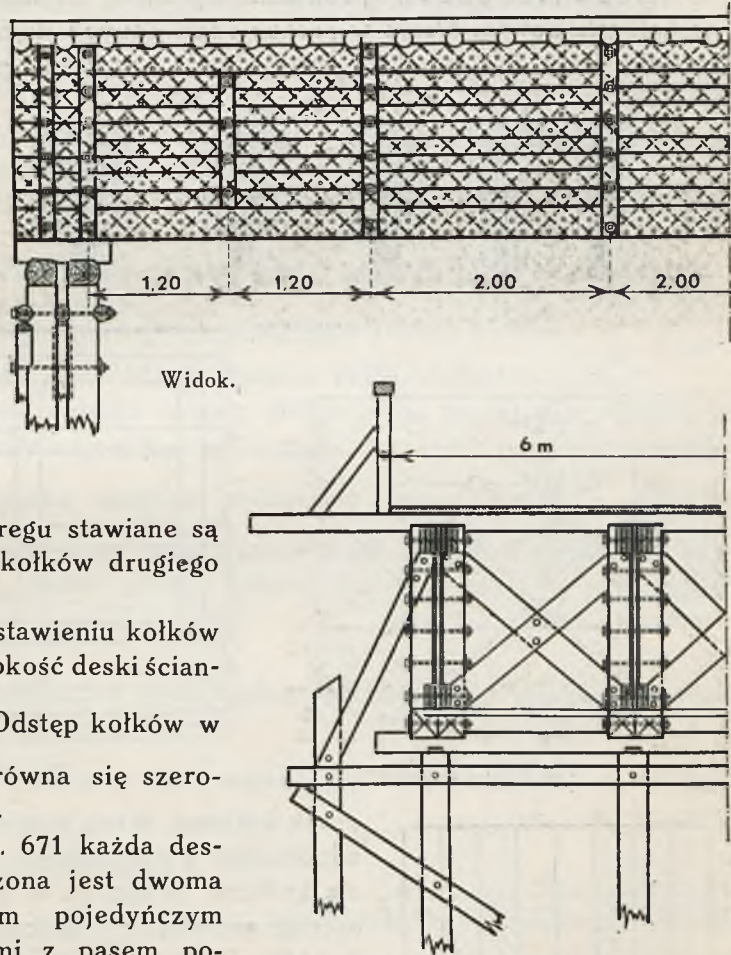 1,20 1,20 2,00 2,00
Widok.
6 m
regu stawiane są
kołków drugiego
stawieniu kołków
okość deski ścian-
Odstęp kołków w
równa się szero-
. 671 każda des-
zona jest dwoma
m pojedyńczym
mi z pasem po-